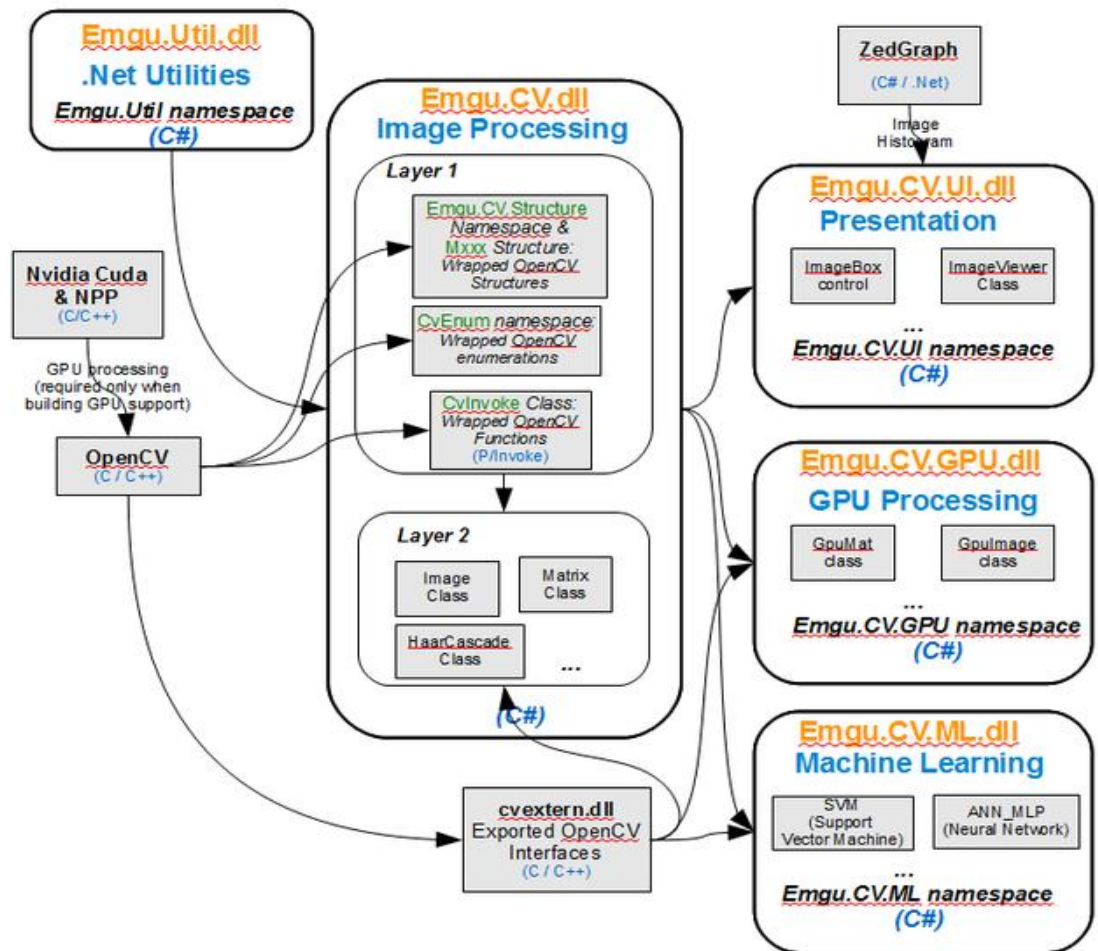 Emgu.Util.dll
.Net Utilities
Emgu.Util namespace
(C#)
Nvidia Cuda
& NPP
(C/C++)
GPU processing
(required only when
building GPU support)
OpenCV
(C / C++)
Emgu.CV.dll
Image Processing
Layer 1
Emgu.CV.Structure
Namespace &
Mxxx Structure:
Wrapped OpenCV
Structures
CvEnum namespace:
Wrapped OpenCV
enumerations
CvInvoke Class:
Wrapped OpenCV
Functions
(P/Invoke)
Layer 2
Image
Class
Matrix
Class
HaarCascade
Class
...
(C#)
cvextern.dll
Exported OpenCV
Interfaces
(C / C++)
ZedGraph
(C# / .Net)
Image
Histogram
Emgu.CV.UI.dll
Presentation
ImageBox
control
ImageViewer
Class
...
Emgu.CV.UI namespace
(C#)
Emgu.CV.GPU.dll
GPU Processing
GpuMat
class
GpuImage
class
...
Emgu.CV.GPU namespace
(C#)
Emgu.CV.ML.dll
Machine Learning
SVM
(Support
Vector Machine)
ANN_MLP
(Neural Network)
...
Emgu.CV.ML namespace
(C#)